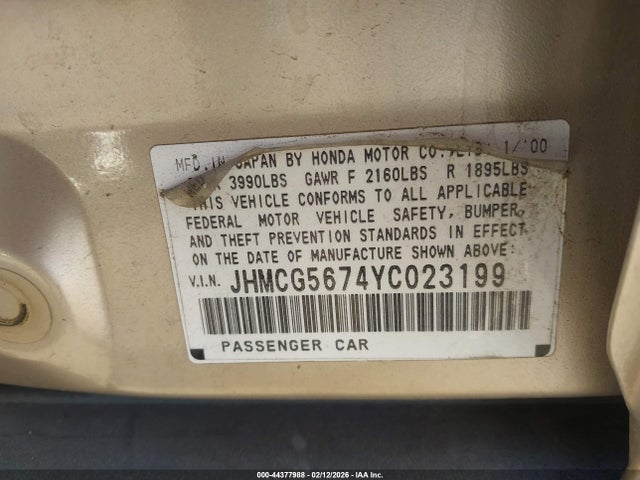 MFD. IN JAPAN BY HONDA MOTOR CO., LTD. 1/'00
3990LBS GAWR F 2160LBS R 1895LBS
THIS VEHICLE CONFORMS TO ALL APPLICABLE
FEDERAL MOTOR VEHICLE SAFETY, BUMPER,
AND THEFT PREVENTION STANDARDS IN EFFECT
ON THE DATE OF MANUFACTURE SHOWN ABOVE:
V.I.N. JHMCG5674YC023199
PASSENGER CAR
000-44377988 - 02/12/2026 - IAA Inc.